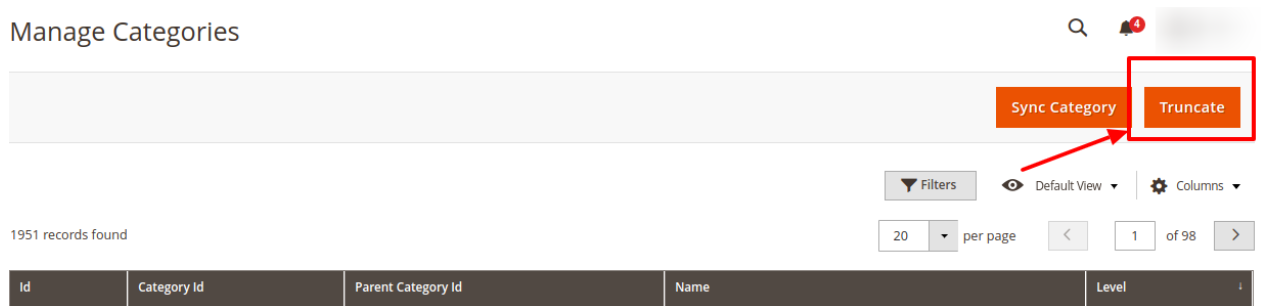 Manage Categories
4
Sync Category Truncate
Filters Default View Columns
1951 records found 20 per page 1 of 98
Id Category Id Parent Category Id Name Level ↓